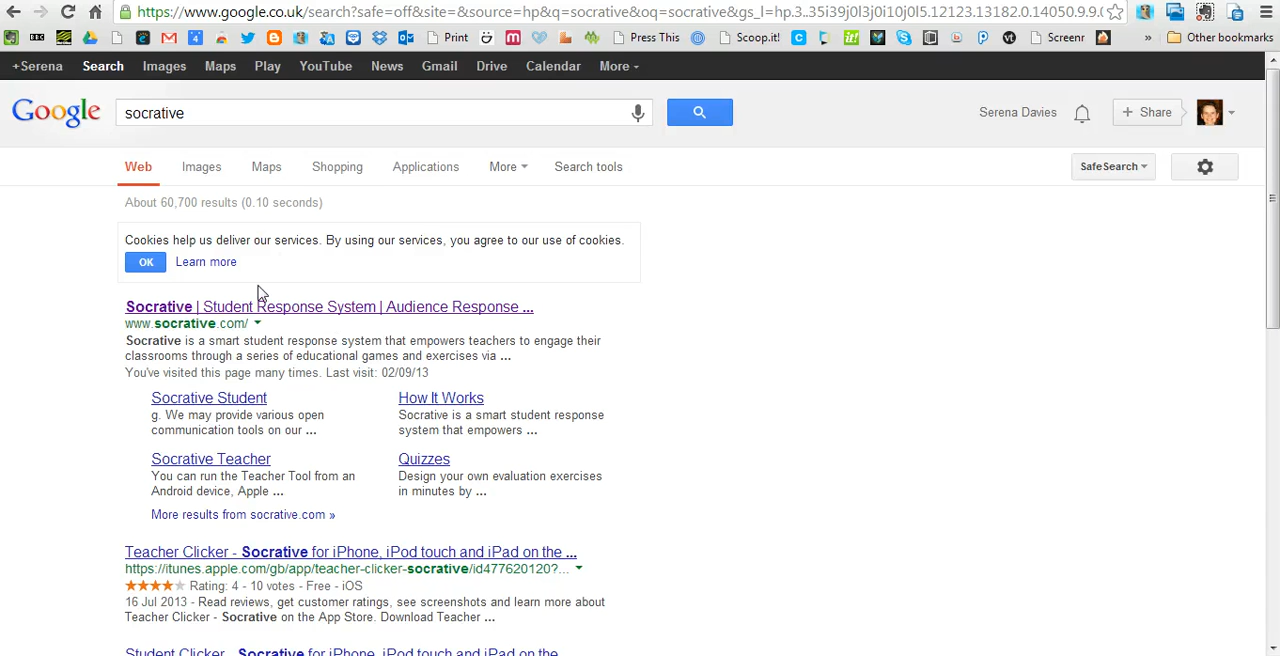 https://www.google.co.uk/search?safe=off&site=&source=hp&q=socrative&oq=socrative&gs_l=hp.3.35i39j0l3j0i10j0l5.12123.13182.0.14050.9.9.0
Print Press This Scoop.it! Screenr » Other bookmarks
+Serena Search Images Maps Play YouTube News Gmail Drive Calendar More
Google socrative Serena Davies + Share
Web Images Maps Shopping Applications More Search tools SafeSearch
About 60,700 results (0.10 seconds)
Cookies help us deliver our services. By using our services, you agree to our use of cookies.
OK Learn more
Socrative | Student Response System | Audience Response ...
www.socrative.com/
Socrative is a smart student response system that empowers teachers to engage their
classrooms through a series of educational games and exercises via ...
You've visited this page many times. Last visit: 02/09/13
Socrative Student
g. We may provide various open
communication tools on our ...
How It Works
Socrative is a smart student response
system that empowers ...
Socrative Teacher
You can run the Teacher Tool from an
Android device, Apple ...
Quizzes
Design your own evaluation exercises
in minutes by ...
More results from socrative.com »
Teacher Clicker - Socrative for iPhone, iPod touch and iPad on the ...
https://itunes.apple.com/gb/app/teacher-clicker-socrative/id477620120?...
Rating: 4 - 10 votes - Free - iOS
16 Jul 2013 - Read reviews, get customer ratings, see screenshots and learn more about
Teacher Clicker - Socrative on the App Store. Download Teacher ...
Student Clicker - Socrative for iPhone, iPod touch and iPad on the